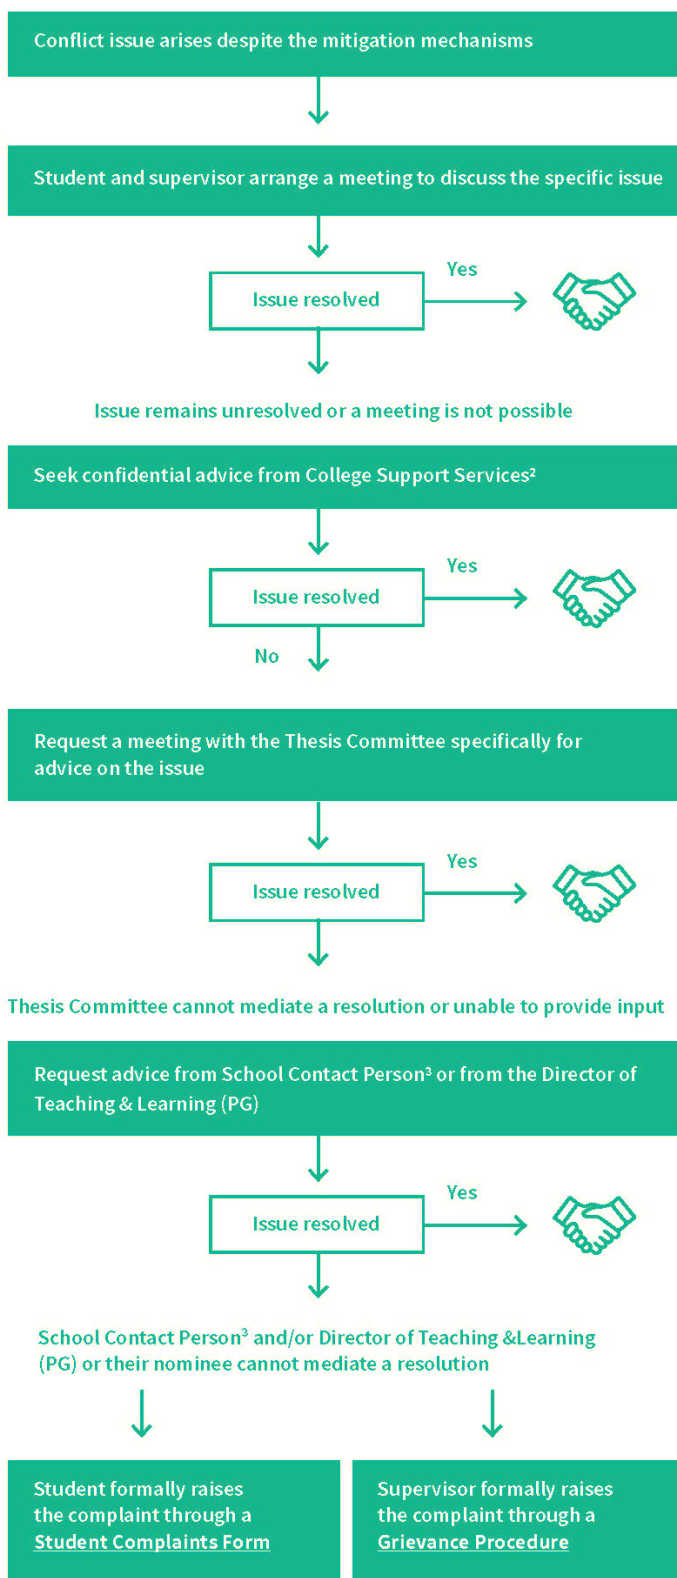 Conflict issue arises despite the mitigation mechanisms
Student and supervisor arrange a meeting to discuss the specific issue
Yes
Issue resolved
Issue remains unresolved or a meeting is not possible
Seek confidential advice from College Support Services²
Yes
Issue resolved
No
Request a meeting with the Thesis Committee specifically for
advice on the issue
Yes
Issue resolved
Thesis Committee cannot mediate a resolution or unable to provide input
Request advice from School Contact Person³ or from the Director of
Teaching & Learning (PG)
Yes
Issue resolved
School Contact Person³ and/or Director of Teaching &Learning
(PG) or their nominee cannot mediate a resolution
Student formally raises
the complaint through a
Student Complaints Form
Supervisor formally raises
the complaint through a
Grievance Procedure